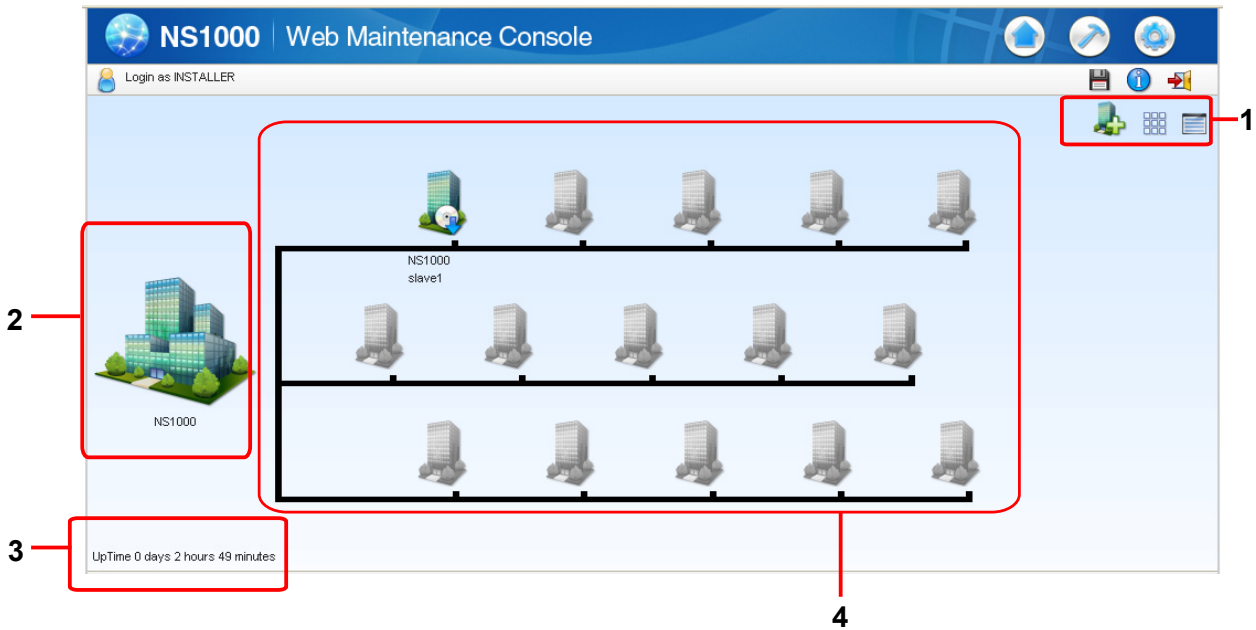 NS1000 Web Maintenance Console
Login as INSTALLER
1
NS1000
slave1
2
NS1000
3
UpTime 0 days 2 hours 49 minutes
4